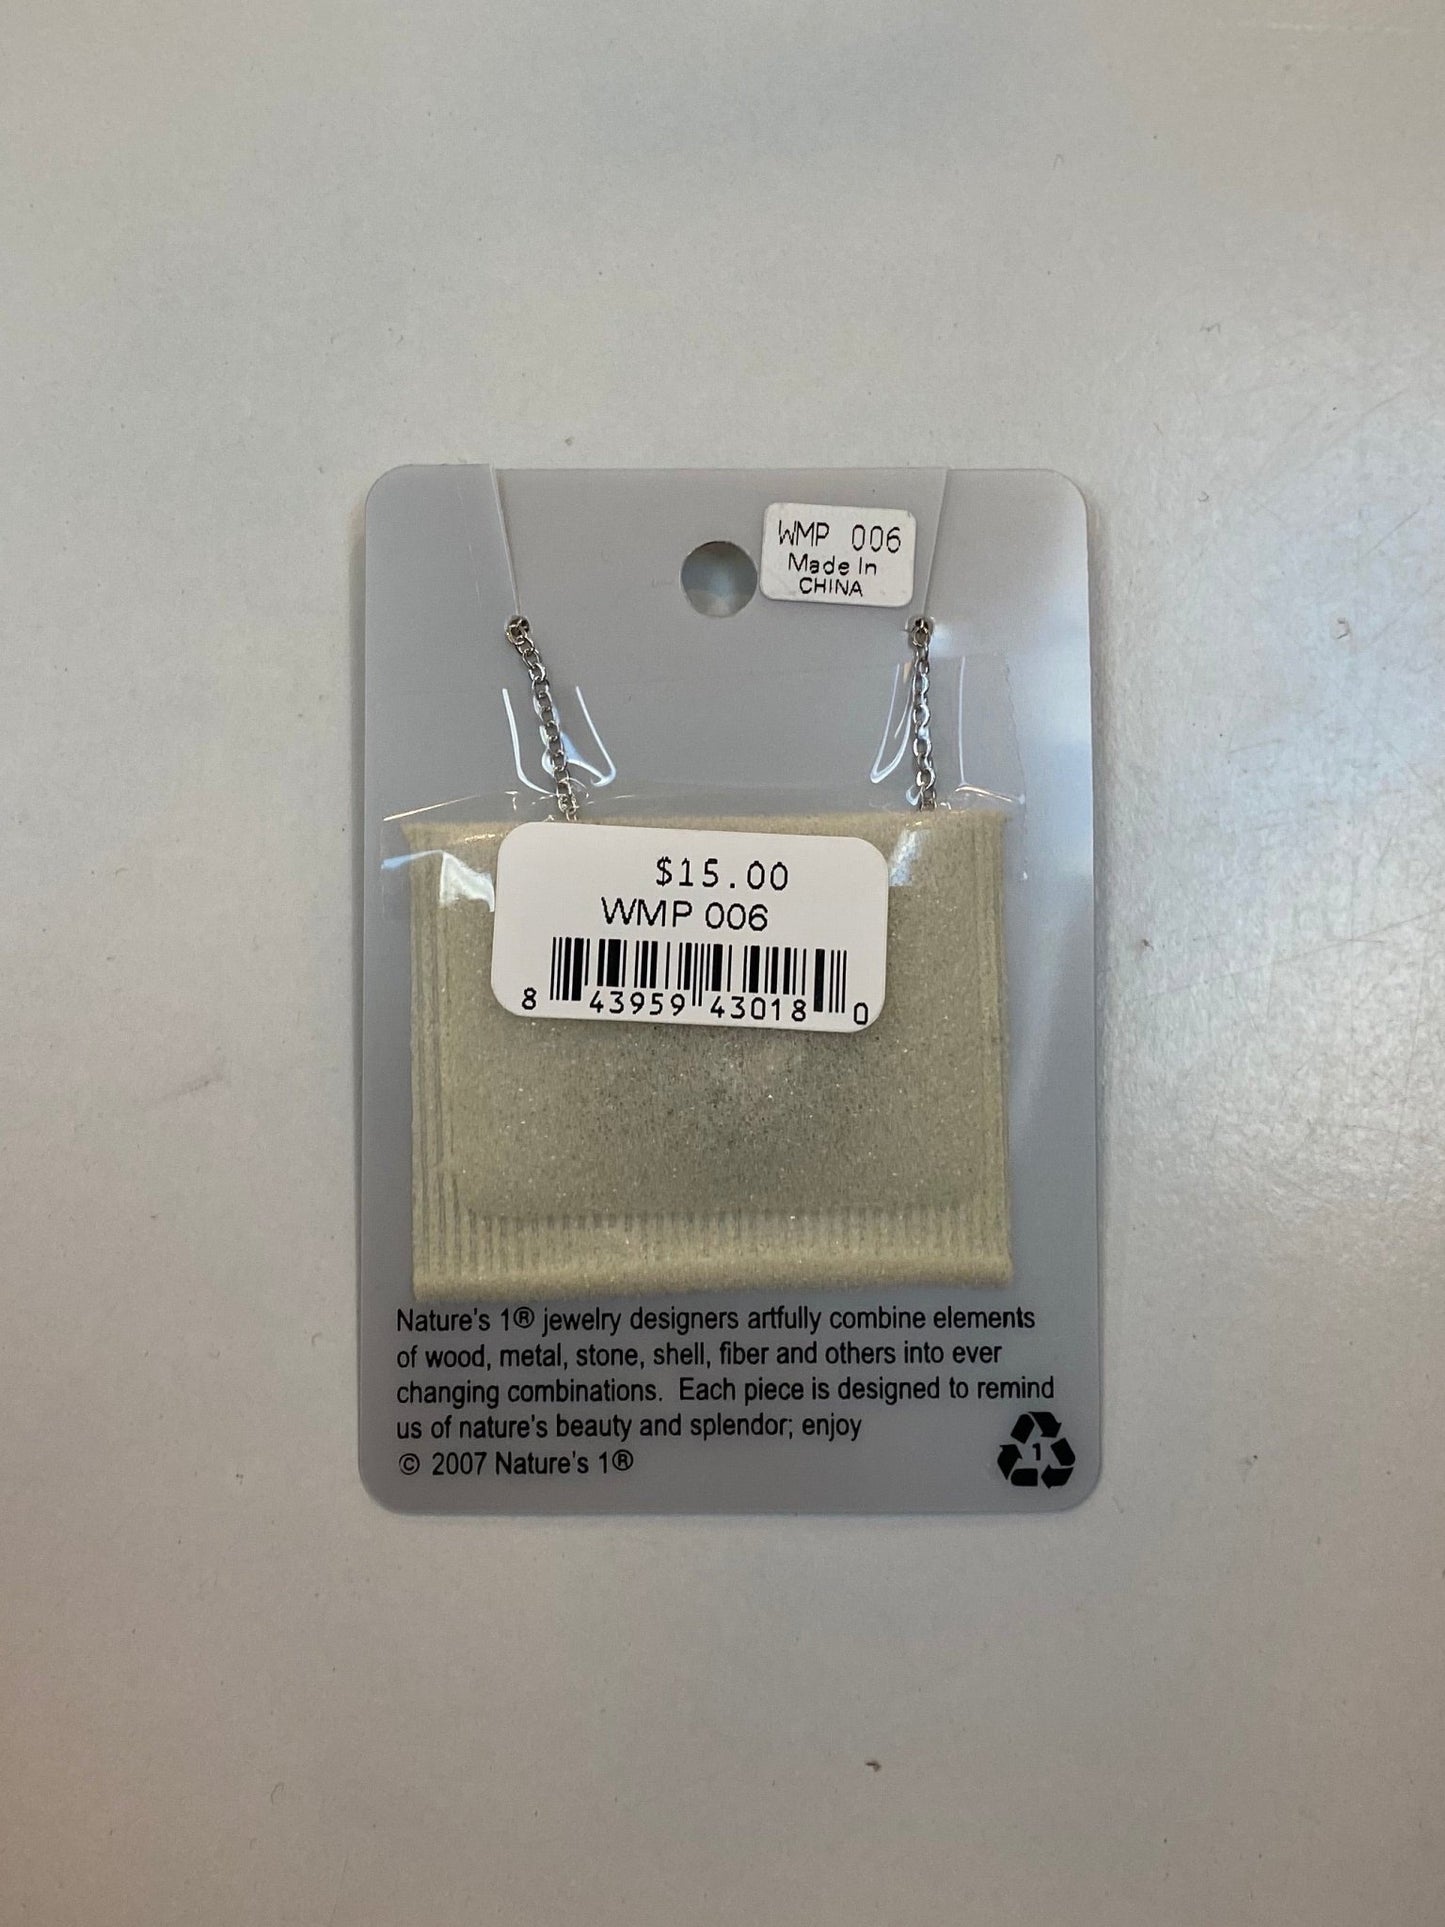 WMP 006
Made In
CHINA
$15.00
WMP 006
8 43959 43018 0
Nature's 1® jewelry designers artfully combine elements
of wood, metal, stone, shell, fiber and others into ever
changing combinations.  Each piece is designed to remind
us of nature's beauty and splendor; enjoy
© 2007 Nature's 1®
1